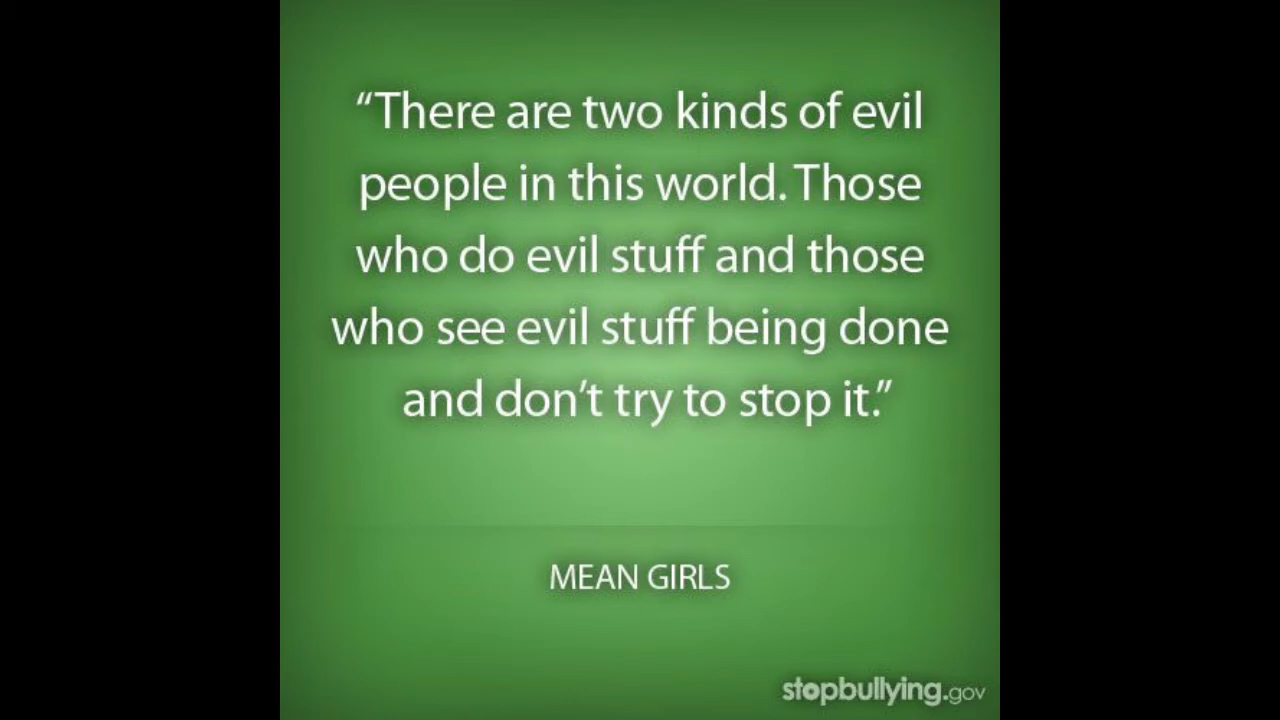 “There are two kinds of evil
people in this world. Those
who do evil stuff and those
who see evil stuff being done
and don’t try to stop it.”
MEAN GIRLS
stopbullying.gov